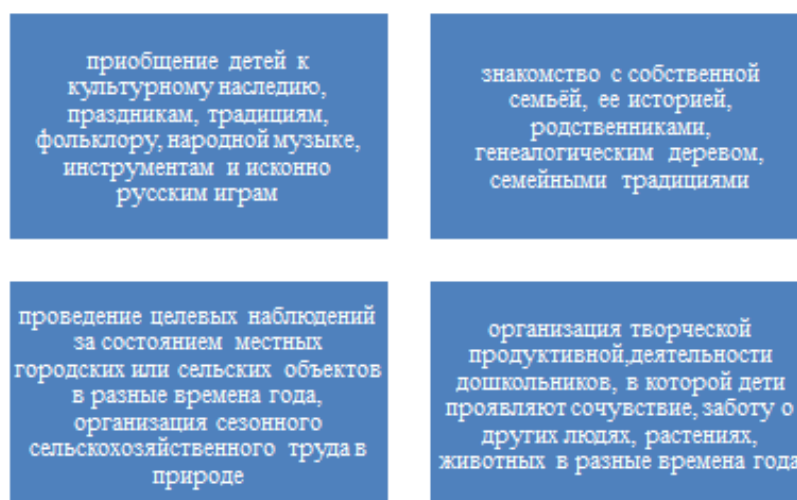 приобщение детей к
культурному наследию,
праздникам, традициям,
фольклору, народной музыке,
инструментам и исконно
русским играм
знакомство с собственной
семьёй, ее историей,
родственниками,
генеалогическим деревом,
семейными традициями
проведение целевых наблюдений
за состоянием местных
городских или сельских объектов
в разные времена года,
организация сезонного
сельскохозяйственного труда в
природе
организация творческой
продуктивной,деятельности
дошкольников, в которой дети
проявляют сочувствие, заботу о
других людях, растениях,
животных в разные времена года